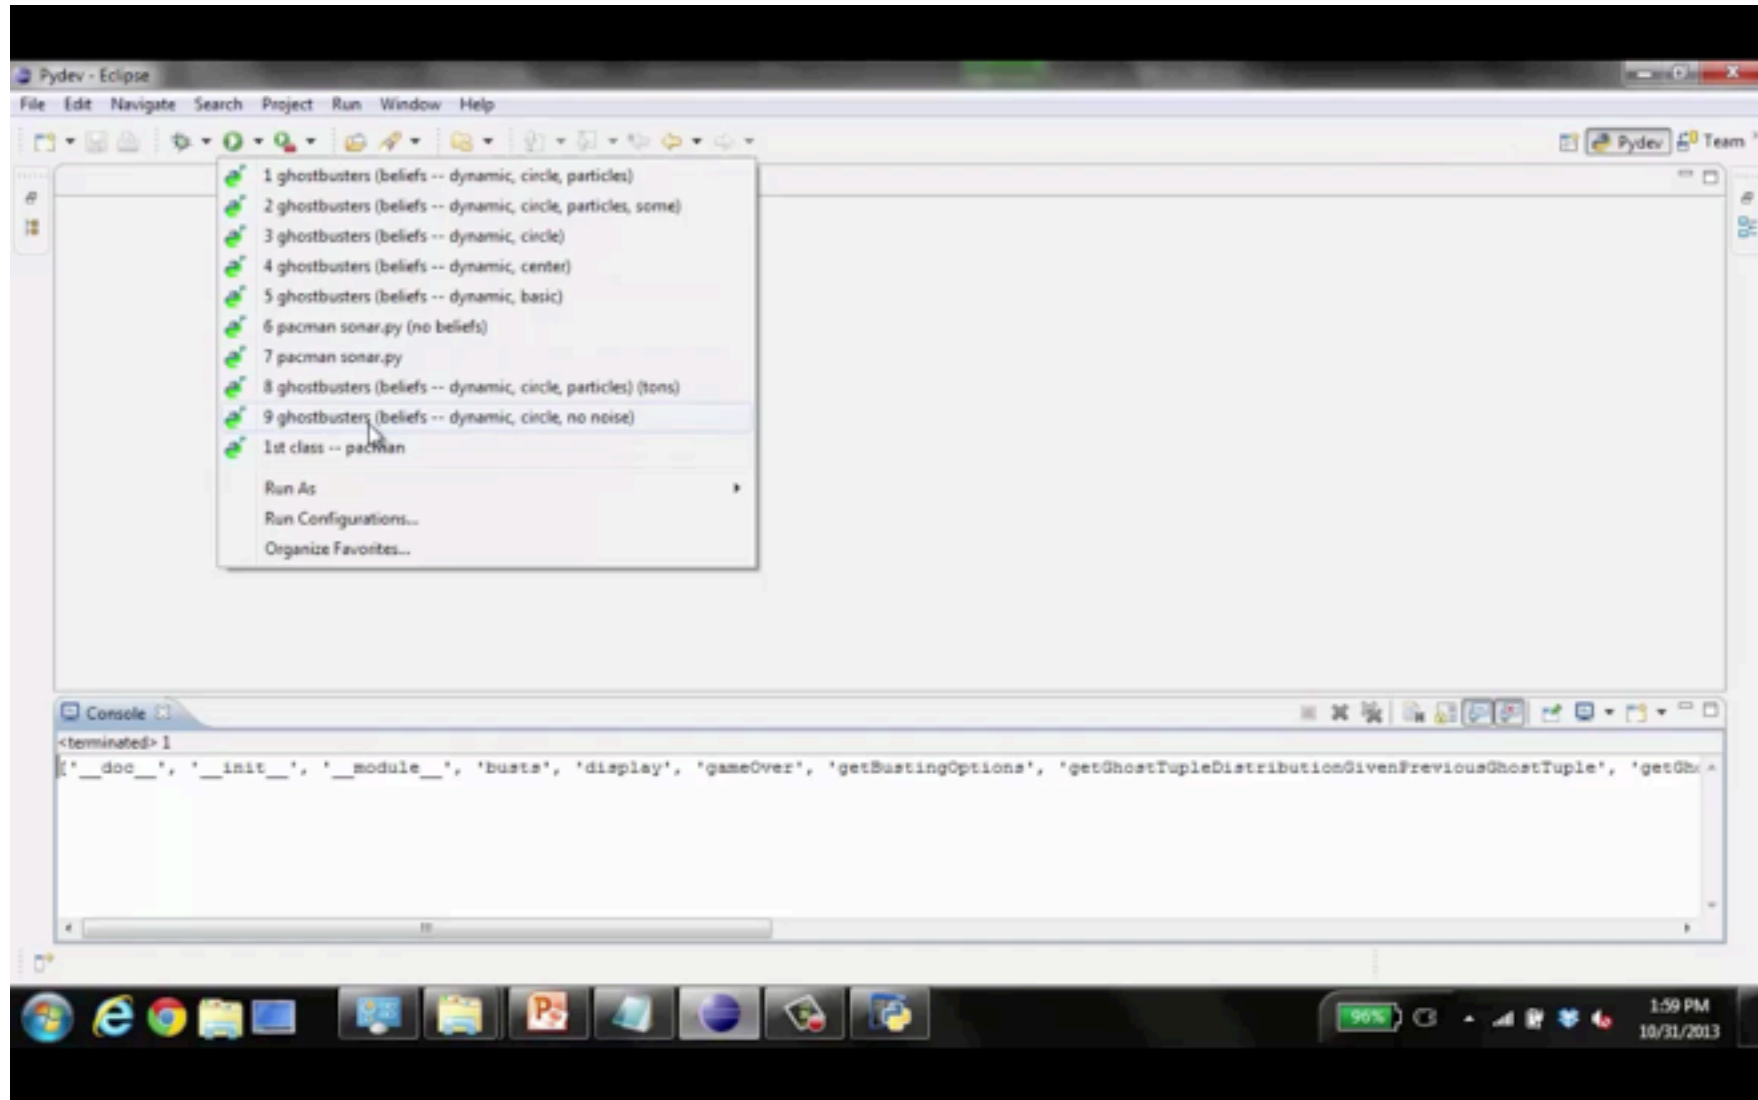 Pydev - Eclipse
File Edit Navigate Search Project Run Window Help
Pydev Team
1 ghostbusters (beliefs -- dynamic, circle, particles)
2 ghostbusters (beliefs -- dynamic, circle, particles, some)
3 ghostbusters (beliefs -- dynamic, circle)
4 ghostbusters (beliefs -- dynamic, center)
5 ghostbusters (beliefs -- dynamic, basic)
6 pacman sonar.py (no beliefs)
7 pacman sonar.py
8 ghostbusters (beliefs -- dynamic, circle, particles) (tons)
9 ghostbusters (beliefs -- dynamic, circle, no noise)
1st class -- pacman
Run As
Run Configurations...
Organize Favorites...
Console
<terminated> 1
['__doc__', '__init__', '__module__', 'busts', 'display', 'gameOver', 'getBustingOptions', 'getGhostTupleDistributionGivenPreviousGhostTuple', 'getGh
96%
1:59 PM
10/31/2013